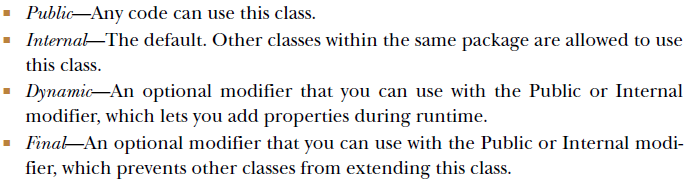 ■ Public—Any code can use this class.
■ Internal—The default. Other classes within the same package are allowed to use
this class.
■ Dynamic—An optional modifier that you can use with the Public or Internal
modifier, which lets you add properties during runtime.
■ Final—An optional modifier that you can use with the Public or Internal modi-
fier, which prevents other classes from extending this class.